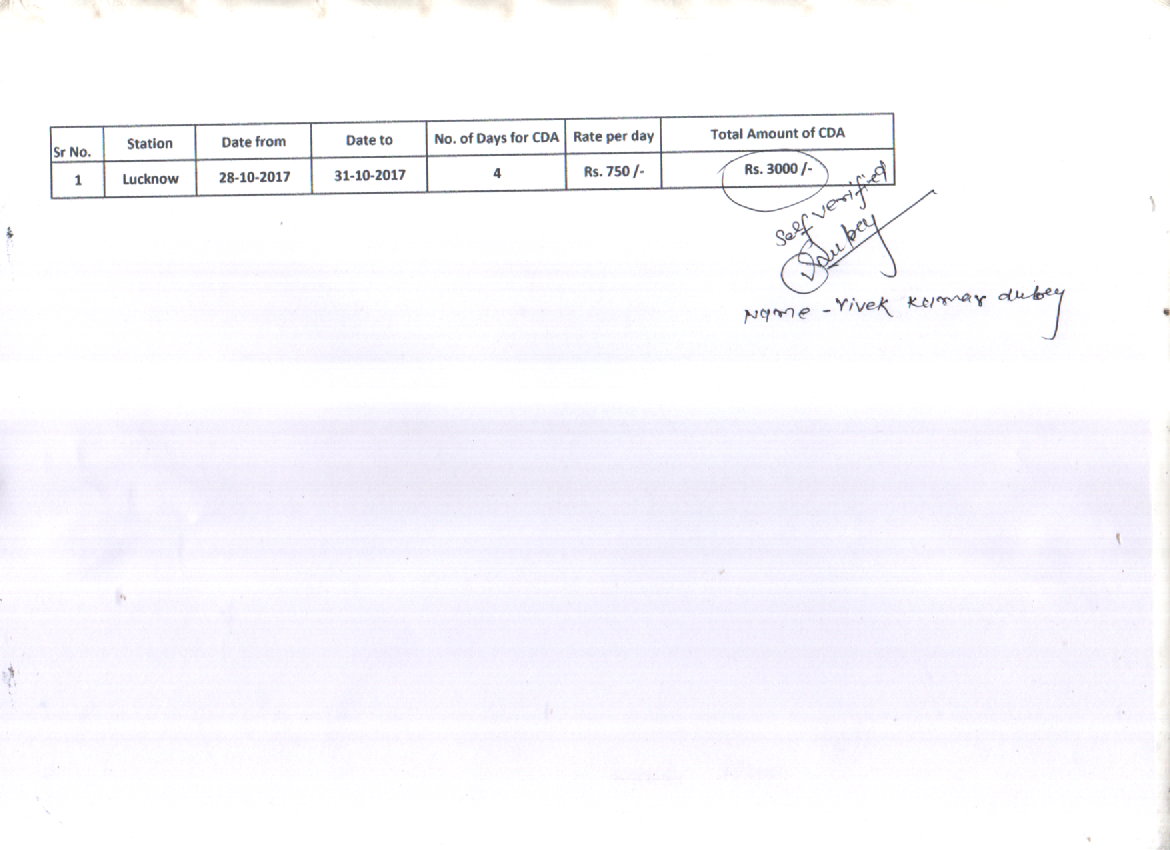 Sr No. Station Date from Date to No. of Days for CDA Rate per day Total Amount of CDA
1 Lucknow 28-10-2017 31-10-2017 4 Rs. 750 /- Rs. 3000 /-
Self verified
VDubey
Name - Vivek Kumar dubey